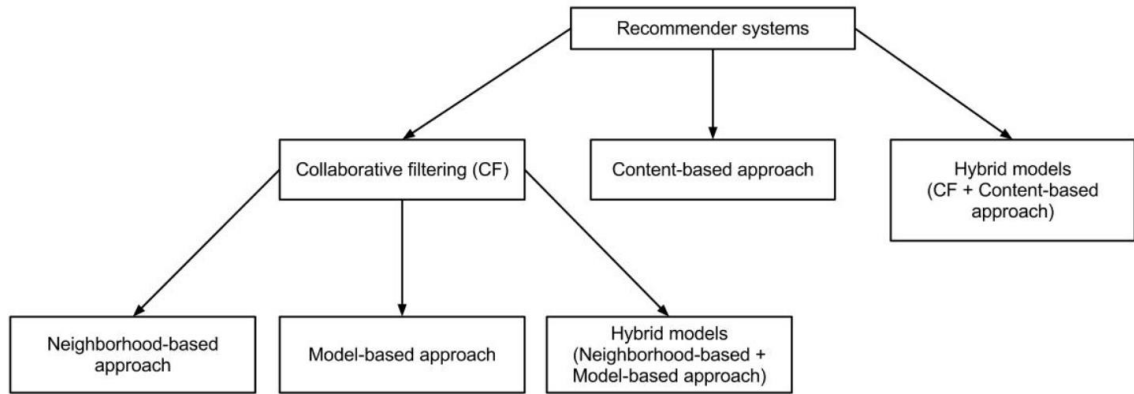 Recommender systems
Collaborative filtering (CF)
Content-based approach
Hybrid models
(CF + Content-based
approach)
Neighborhood-based
approach
Model-based approach
Hybrid models
(Neighborhood-based +
Model-based approach)